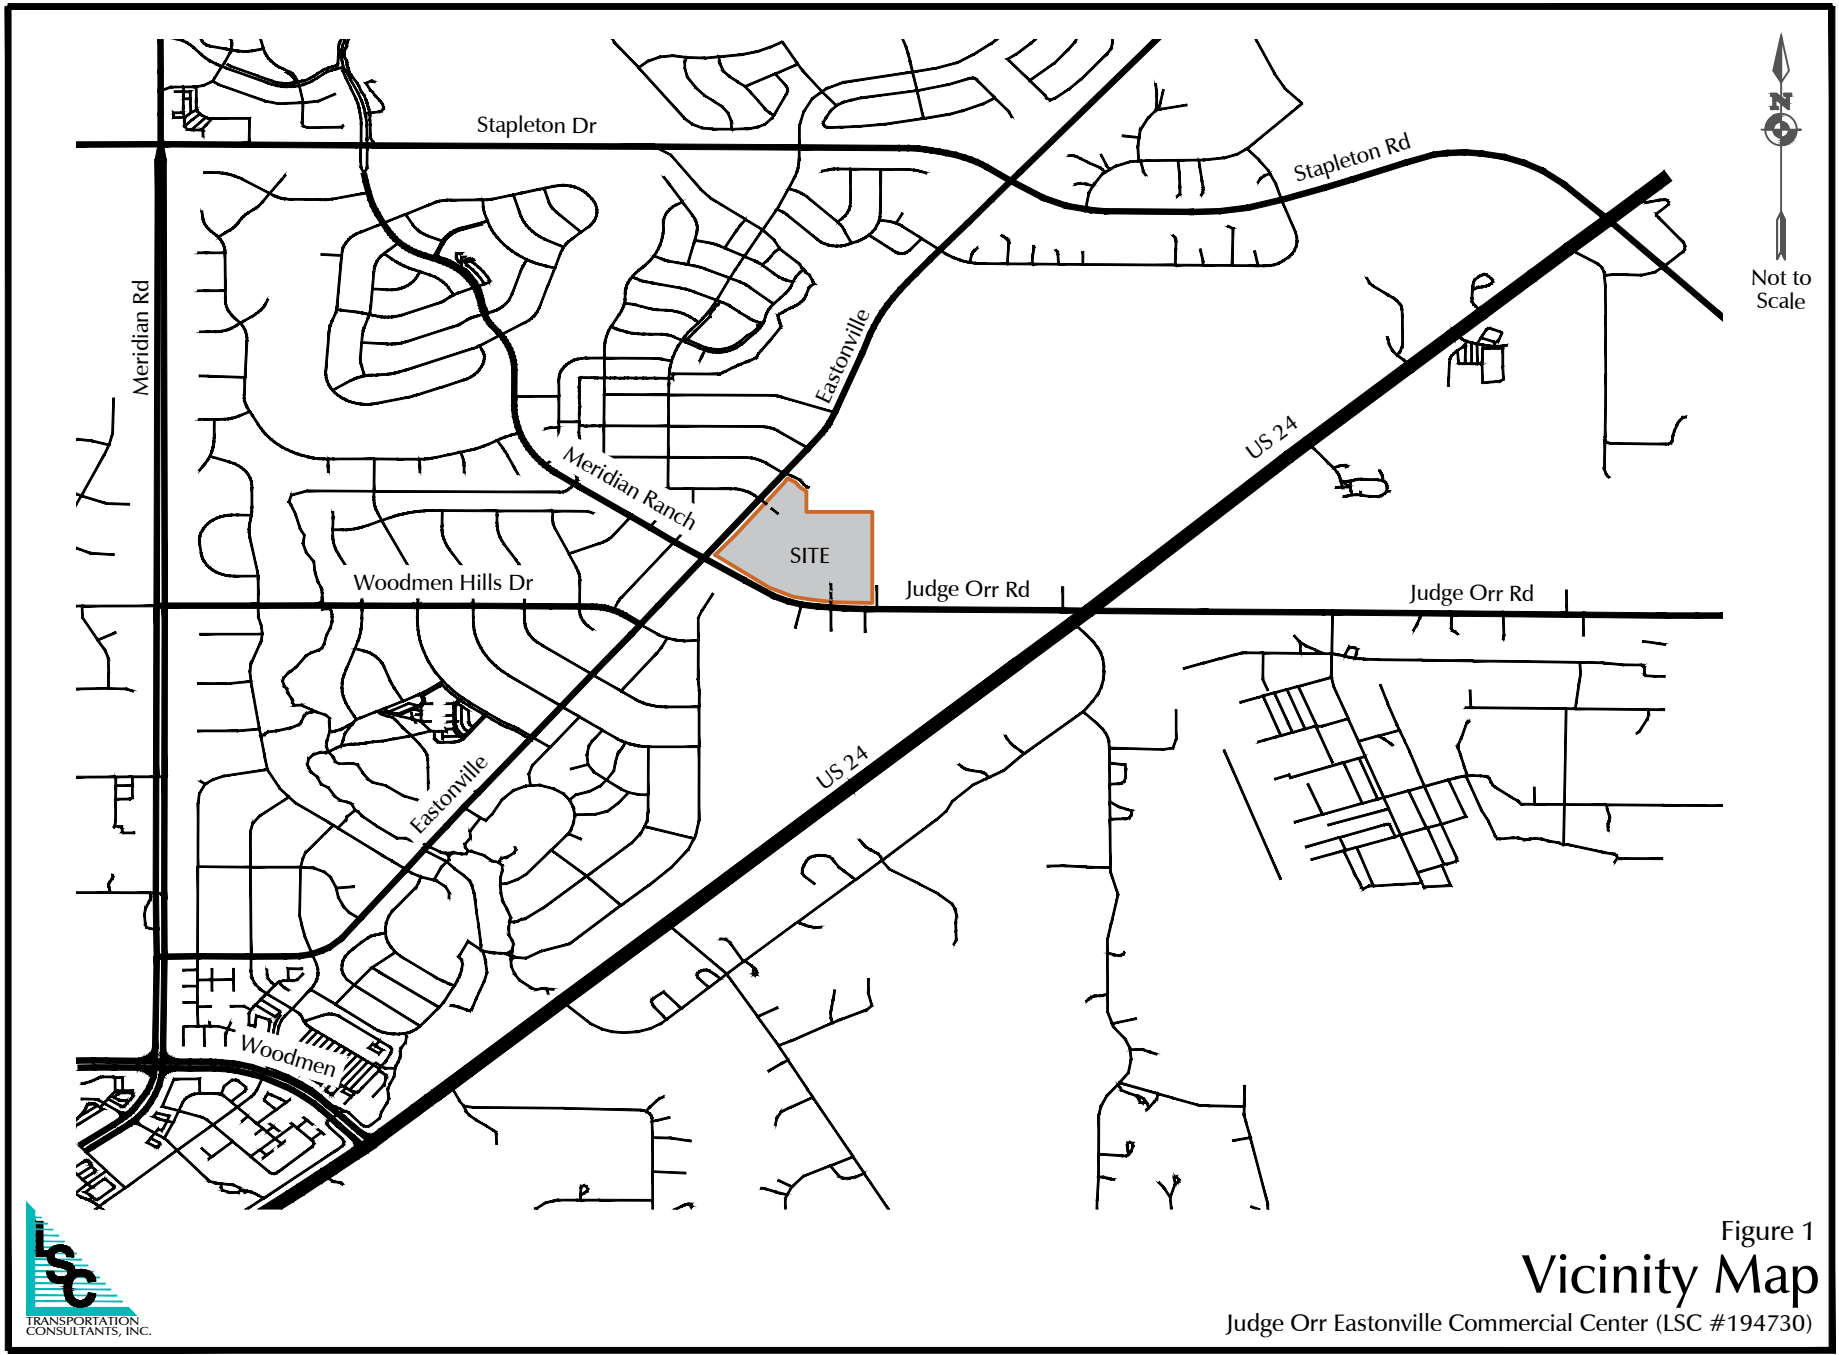 Stapleton Dr
Stapleton Rd
N
Not to
Scale
Meridian Rd
Eastonville
US 24
Meridian Ranch
SITE
Woodmen Hills Dr
Judge Orr Rd
Judge Orr Rd
US 24
Eastonville
Woodmen
LSC
TRANSPORTATION
CONSULTANTS, INC.
Figure 1
Vicinity Map
Judge Orr Eastonville Commercial Center (LSC #194730)